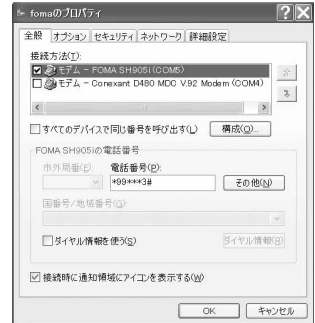 fomaのプロパティ
全般 オプション セキュリティ ネットワーク 詳細設定
接続方法(T):
モデム - FOMA SH905i(COM5)
モデム - Conexant D480 MDC V.92 Modem (COM4)
すべてのデバイスで同じ番号を呼び出す(L) 構成(O)...
FOMA SH905iの電話番号
市外局番(E): 電話番号(P):
*99***3# その他(N)
国番号/地域番号(G):
ダイヤル情報を使う(S) ダイヤル情報(R)
接続時に通知領域にアイコンを表示する(W)
OK キャンセル